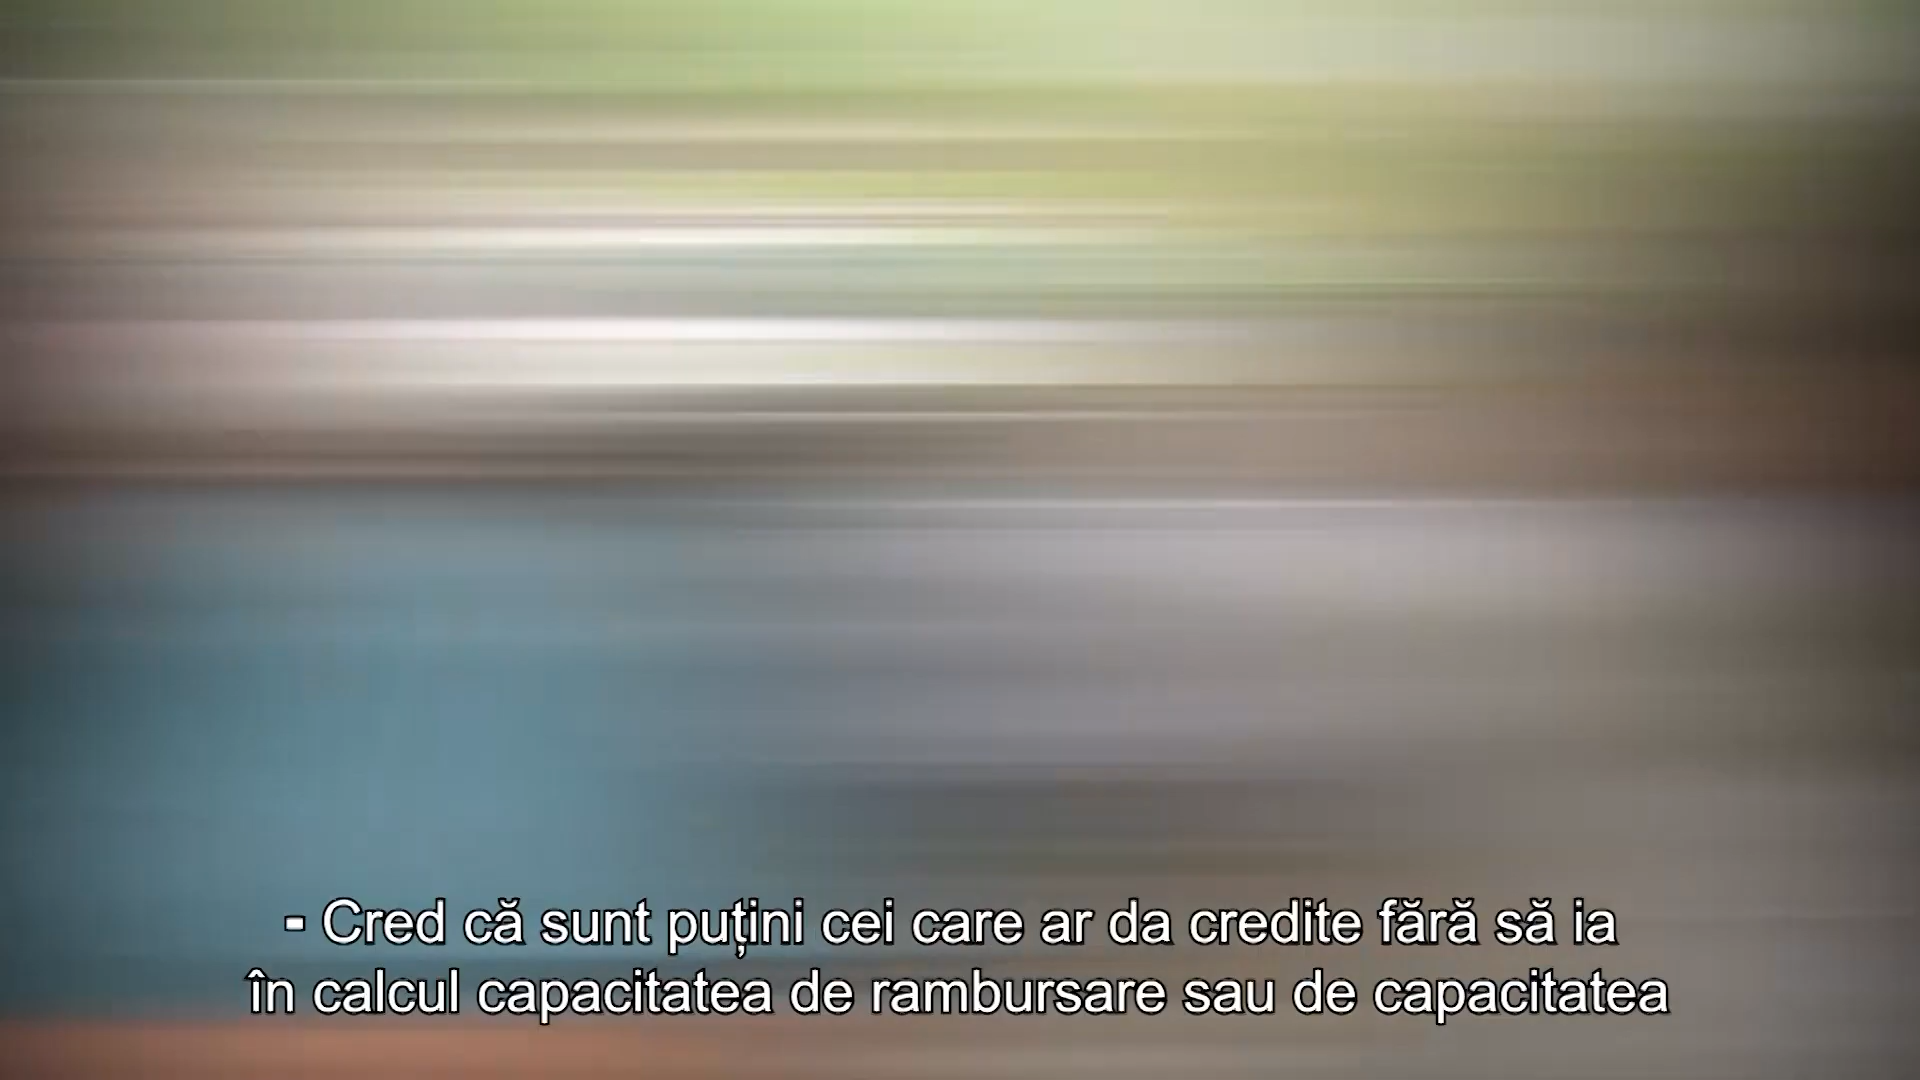 - Cred că sunt puțini cei care ar da credite fără să ia
în calcul capacitatea de rambursare sau de capacitatea